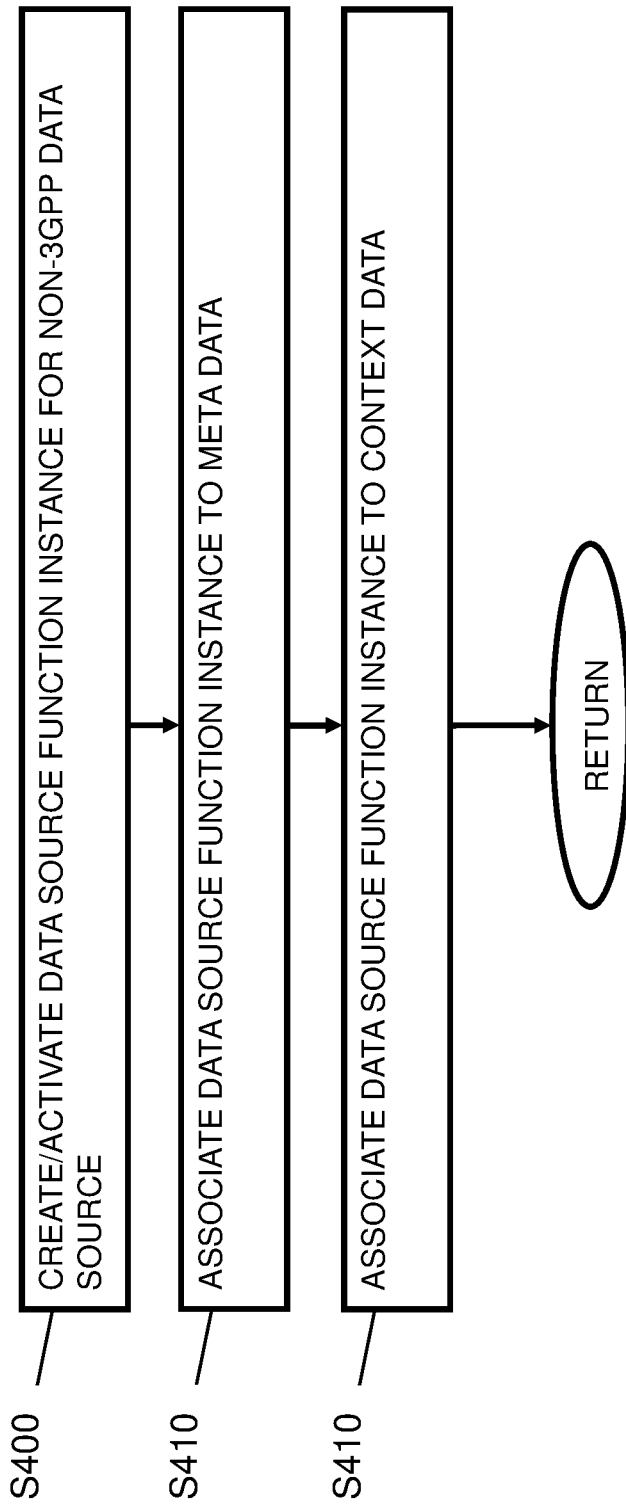 S400
CREATE/ACTIVATE DATA SOURCE FUNCTION INSTANCE FOR NON-3GPP DATA
SOURCE
S410
ASSOCIATE DATA SOURCE FUNCTION INSTANCE TO META DATA
S410
ASSOCIATE DATA SOURCE FUNCTION INSTANCE TO CONTEXT DATA
RETURN